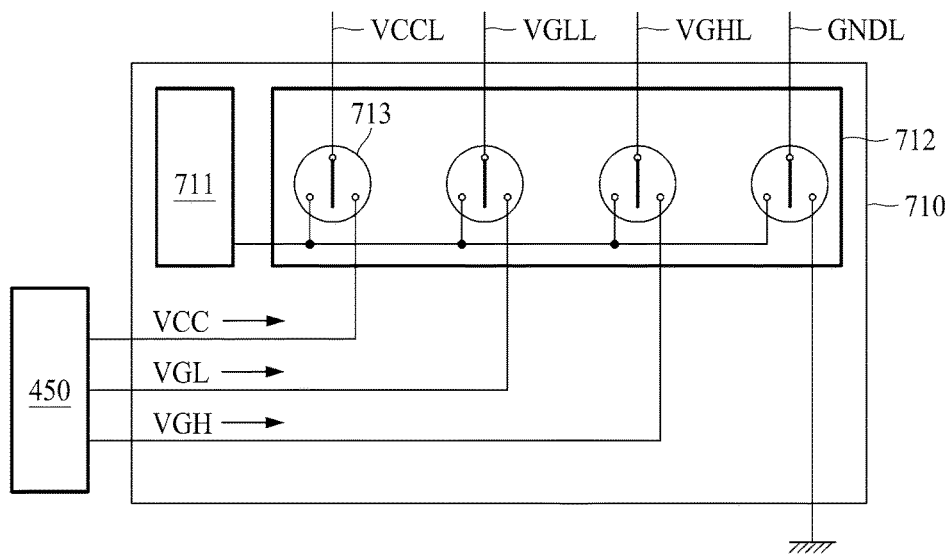 VCCL VGLL VGHL GNDL
713
712
711
710
VCC
450
VGL
VGH